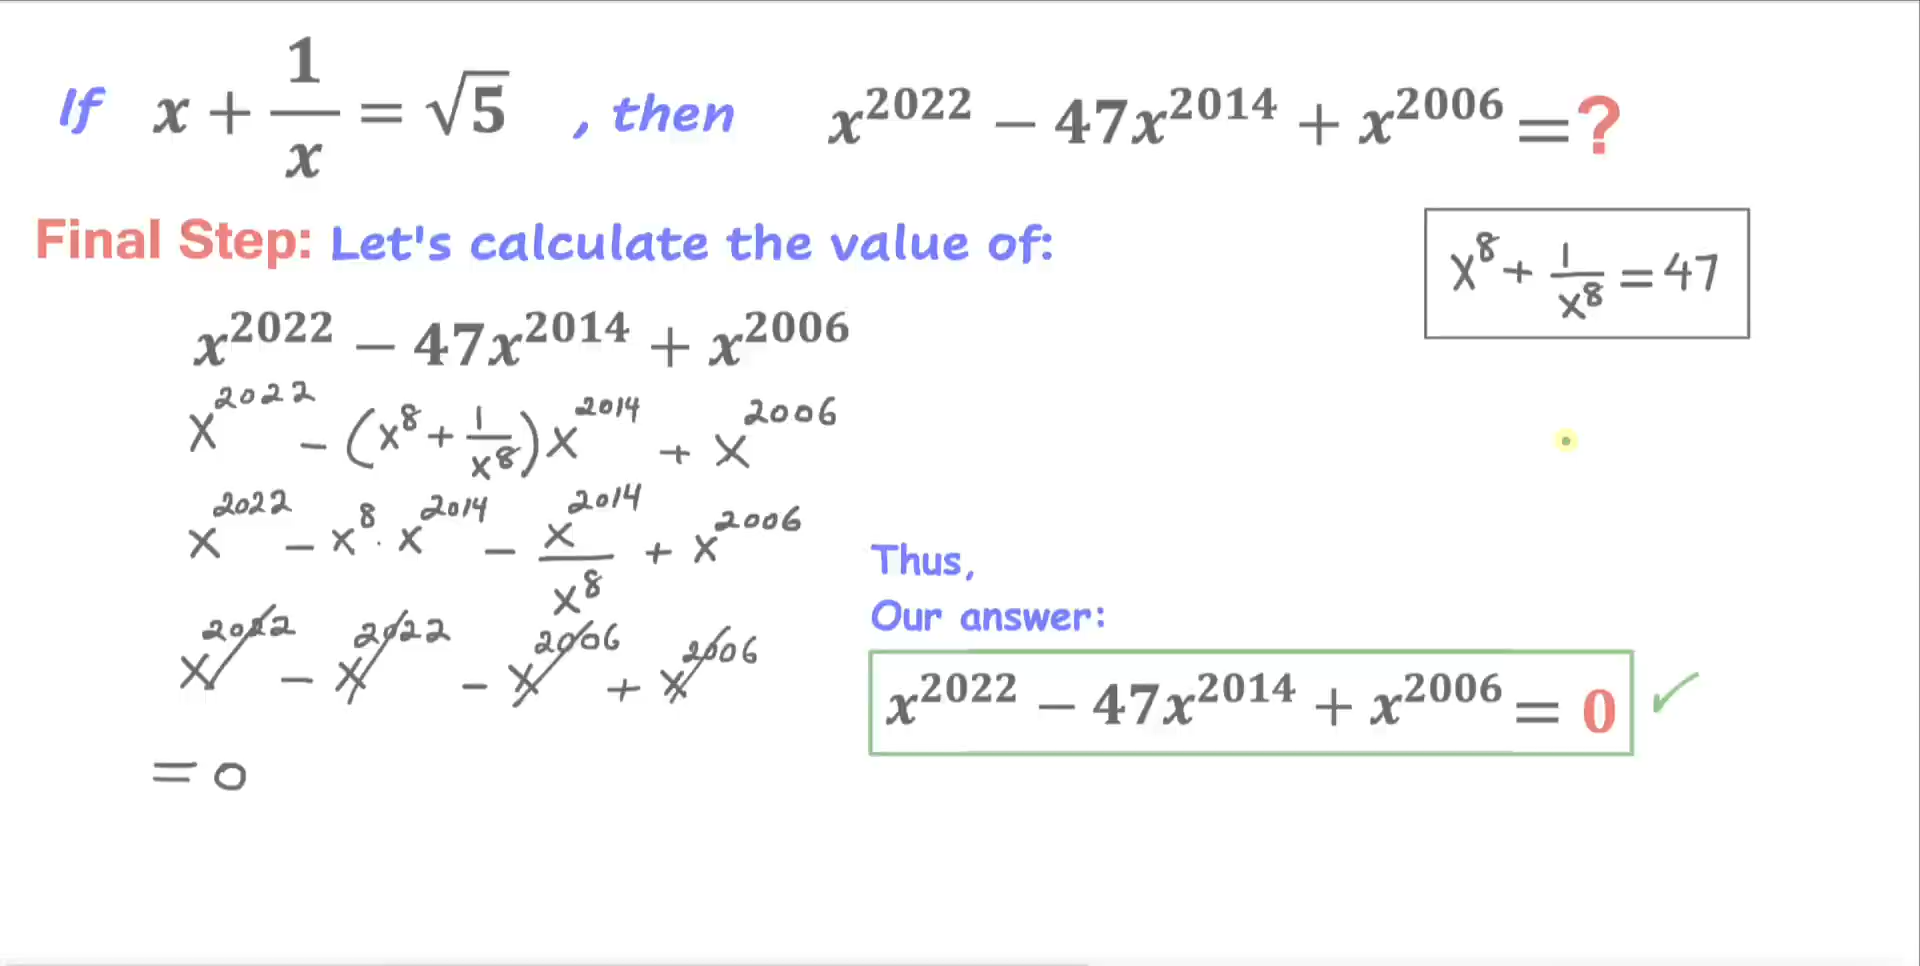 If x + 1/x = √5 , then x^2022 − 47x^2014 + x^2006 = ?
Final Step: Let's calculate the value of:
x^8 + 1/x^8 = 47
x^2022 − 47x^2014 + x^2006
x^2022 − (x^8 + 1/x^8)x^2014 + x^2006
x^2022 − x^8 · x^2014 − x^2014/x^8 + x^2006
x^2022 − x^2022 − x^2006 + x^2006
= 0
Thus,
Our answer:
x^2022 − 47x^2014 + x^2006 = 0 ✓